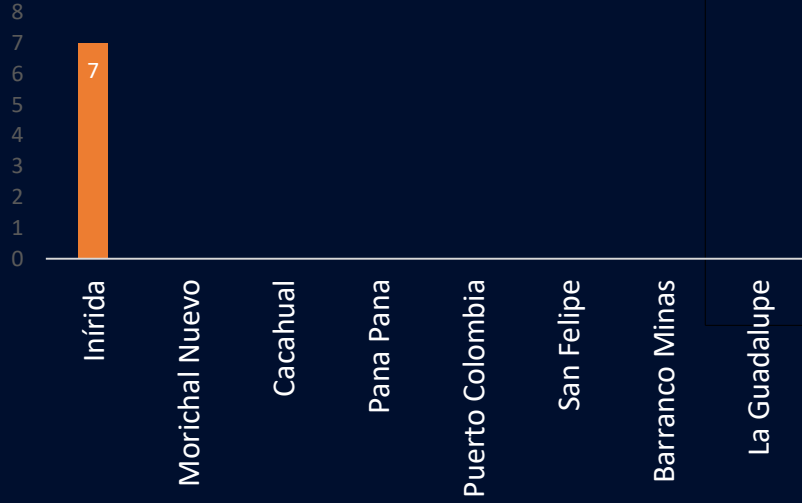 8
7
6
5
4
3
2
1
0
7
Inírida
Morichal Nuevo
Cacahual
Pana Pana
Puerto Colombia
San Felipe
Barranco Minas
La Guadalupe